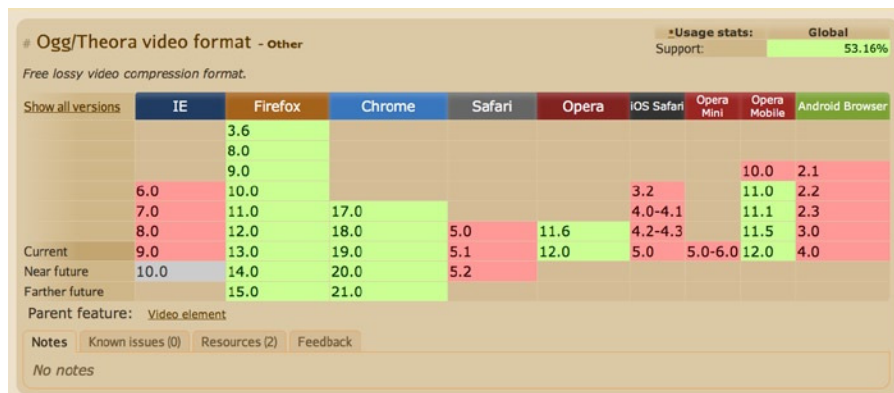 # Ogg/Theora video format - Other
*Usage stats: Global
Support: 53.16%
Free lossy video compression format.
Show all versions IE Firefox Chrome Safari Opera iOS Safari Opera Mini Opera Mobile Android Browser
3.6
8.0
9.0 10.0 2.1
6.0 10.0 3.2 11.0 2.2
7.0 11.0 17.0 4.0-4.1 11.1 2.3
8.0 12.0 18.0 5.0 11.6 4.2-4.3 11.5 3.0
Current 9.0 13.0 19.0 5.1 12.0 5.0 5.0-6.0 12.0 4.0
Near future 10.0 14.0 20.0 5.2
Farther future 15.0 21.0
Parent feature: Video element
Notes Known issues (0) Resources (2) Feedback
No notes